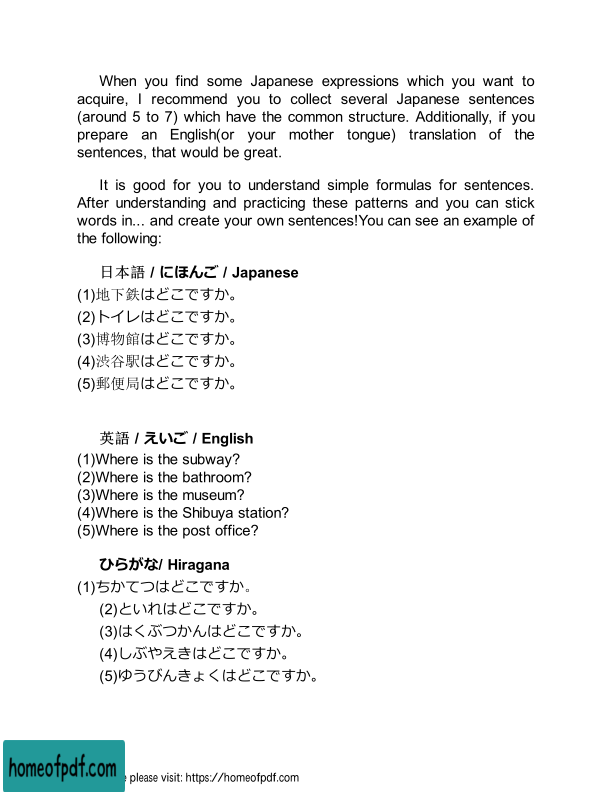 When you find some Japanese expressions which you want to
acquire, I recommend you to collect several Japanese sentences
(around 5 to 7) which have the common structure. Additionally, if you
prepare an English(or your mother tongue) translation of the
sentences, that would be great.
It is good for you to understand simple formulas for sentences.
After understanding and practicing these patterns and you can stick
words in... and create your own sentences!You can see an example of
the following:
日本語 / にほんご / Japanese
(1)地下鉄はどこですか。
(2)トイレはどこですか。
(3)博物館はどこですか。
(4)渋谷駅はどこですか。
(5)郵便局はどこですか。
英語 / えいご / English
(1)Where is the subway?
(2)Where is the bathroom?
(3)Where is the museum?
(4)Where is the Shibuya station?
(5)Where is the post office?
ひらがな/ Hiragana
(1)ちかてつはどこですか。
(2)といれはどこですか。
(3)はくぶつかんはどこですか。
(4)しぶやえきはどこですか。
(5)ゆうびんきょくはどこですか。
homeofpdf.com
please visit: https://homeofpdf.com